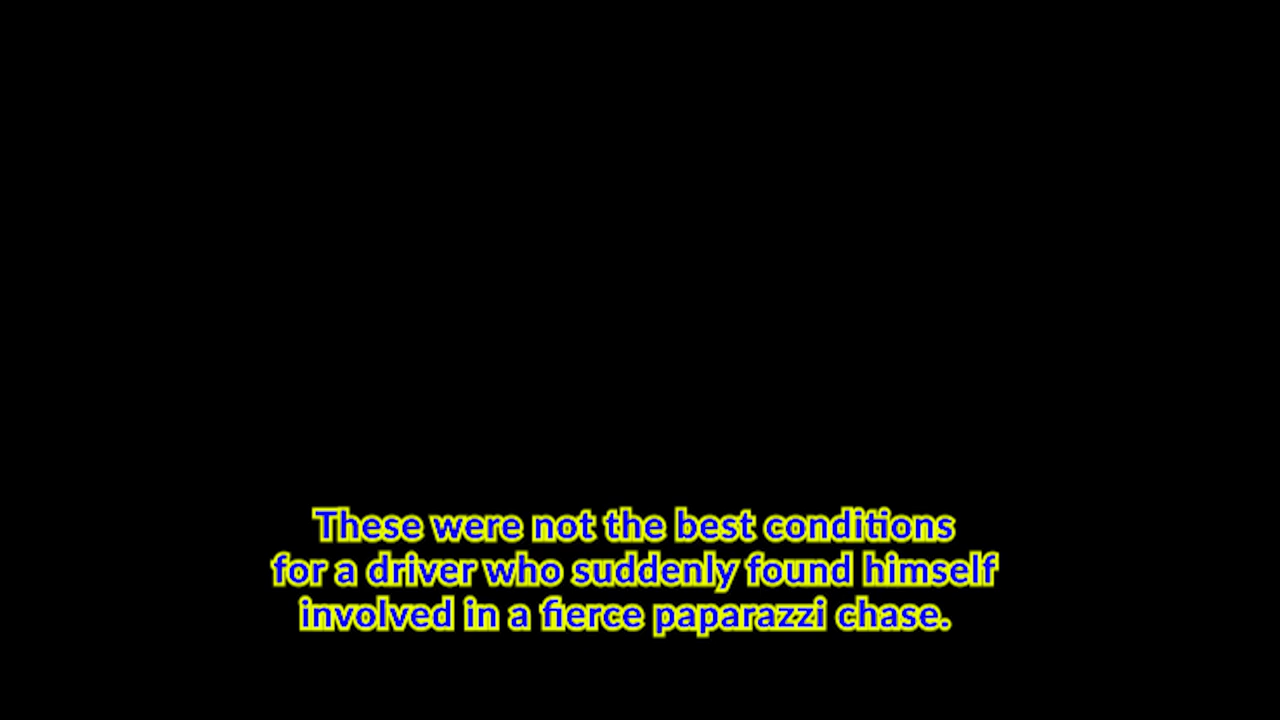 These were not the best conditions
for a driver who suddenly found himself
involved in a fierce paparazzi chase.